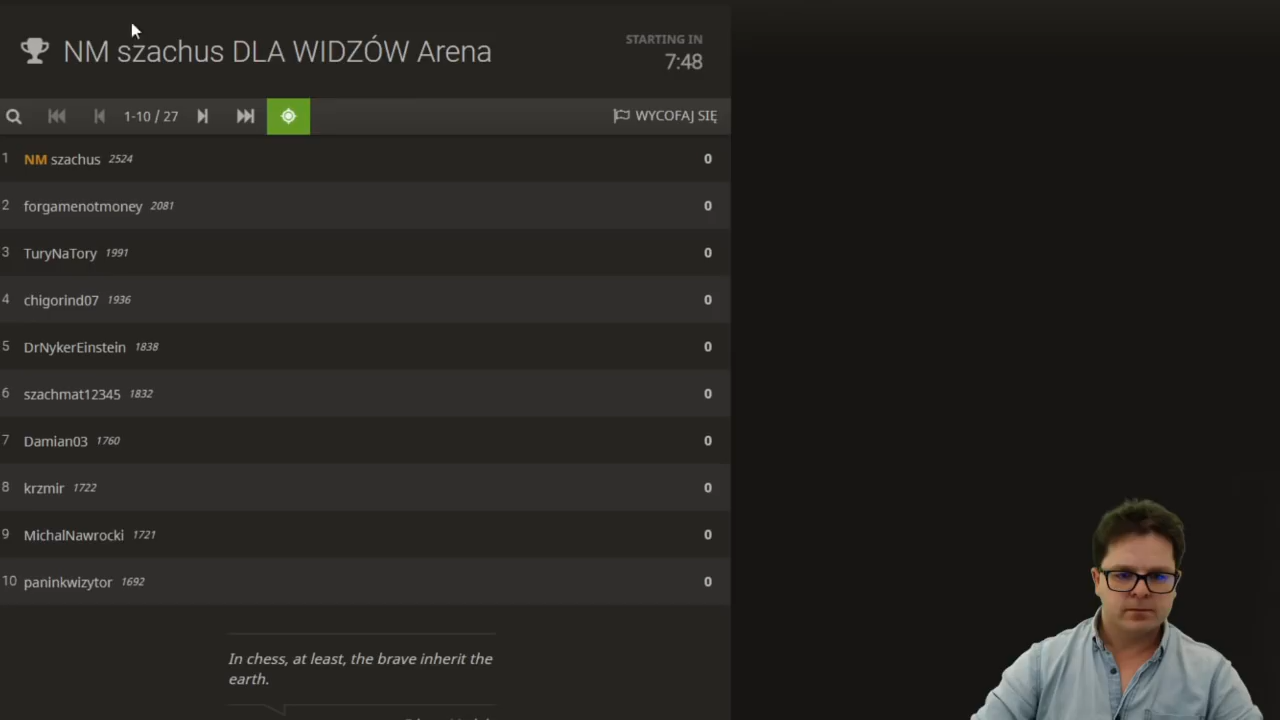 NM szachus DLA WIDZÓW Arena
STARTING IN
7:48
1-10 / 27
WYCOFAJ SIĘ
1 NM szachus 2524 0
2 forgamenotmoney 2081 0
3 TuryNaTory 1991 0
4 chigorind07 1936 0
5 DrNykerEinstein 1838 0
6 szachmat12345 1832 0
7 Damian03 1760 0
8 krzmir 1722 0
9 MichalNawrocki 1721 0
10 paninkwizytor 1692 0
In chess, at least, the brave inherit the
earth.